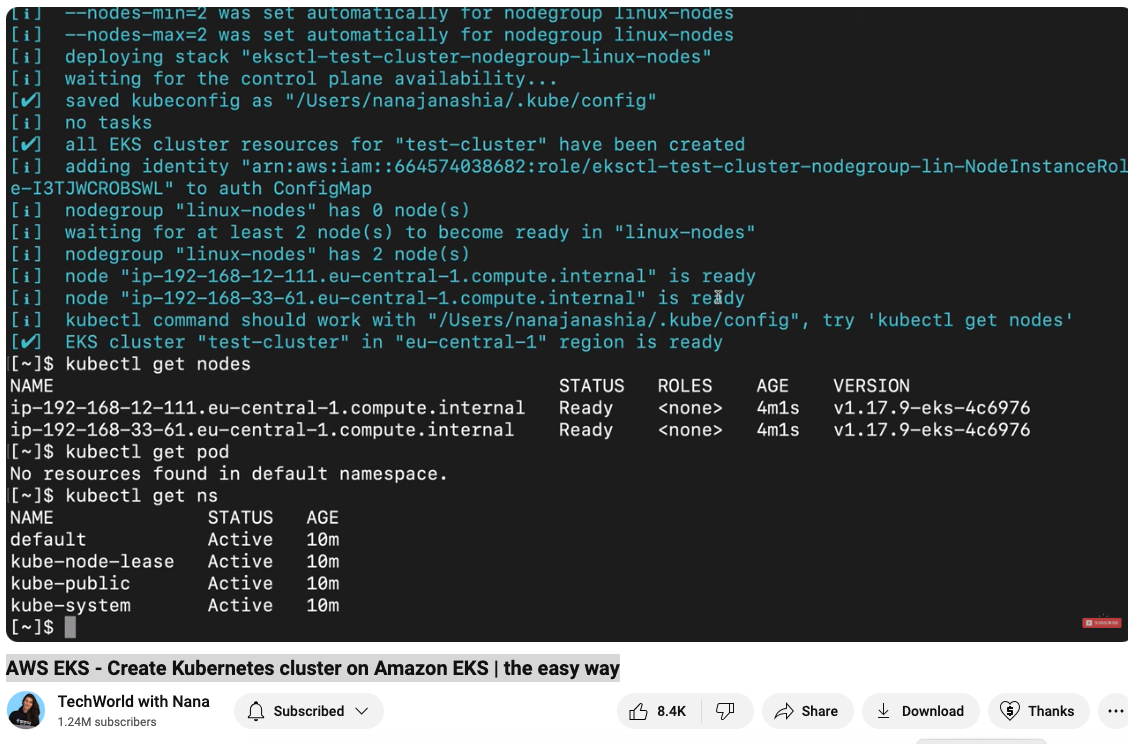 [ℹ]  --nodes-min=2 was set automatically for nodegroup linux-nodes
[ℹ]  --nodes-max=2 was set automatically for nodegroup linux-nodes
[ℹ]  deploying stack "eksctl-test-cluster-nodegroup-linux-nodes"
[ℹ]  waiting for the control plane availability...
[✔]  saved kubeconfig as "/Users/nanajanashia/.kube/config"
[ℹ]  no tasks
[✔]  all EKS cluster resources for "test-cluster" have been created
[ℹ]  adding identity "arn:aws:iam::664574038682:role/eksctl-test-cluster-nodegroup-lin-NodeInstanceRol
e-I3TJWCROBSWL" to auth ConfigMap
[ℹ]  nodegroup "linux-nodes" has 0 node(s)
[ℹ]  waiting for at least 2 node(s) to become ready in "linux-nodes"
[ℹ]  nodegroup "linux-nodes" has 2 node(s)
[ℹ]  node "ip-192-168-12-111.eu-central-1.compute.internal" is ready
[ℹ]  node "ip-192-168-33-61.eu-central-1.compute.internal" is ready
[ℹ]  kubectl command should work with "/Users/nanajanashia/.kube/config", try 'kubectl get nodes'
[✔]  EKS cluster "test-cluster" in "eu-central-1" region is ready
[~]$ kubectl get nodes
NAME                                              STATUS   ROLES    AGE    VERSION
ip-192-168-12-111.eu-central-1.compute.internal   Ready    <none>   4m1s   v1.17.9-eks-4c6976
ip-192-168-33-61.eu-central-1.compute.internal    Ready    <none>   4m1s   v1.17.9-eks-4c6976
[~]$ kubectl get pod
No resources found in default namespace.
[~]$ kubectl get ns
NAME              STATUS   AGE
default           Active   10m
kube-node-lease   Active   10m
kube-public       Active   10m
kube-system       Active   10m
[~]$
SUBSCRIBE
AWS EKS - Create Kubernetes cluster on Amazon EKS | the easy way
TechWorld with Nana
1.24M subscribers
Subscribed
8.4K
Share
Download
Thanks